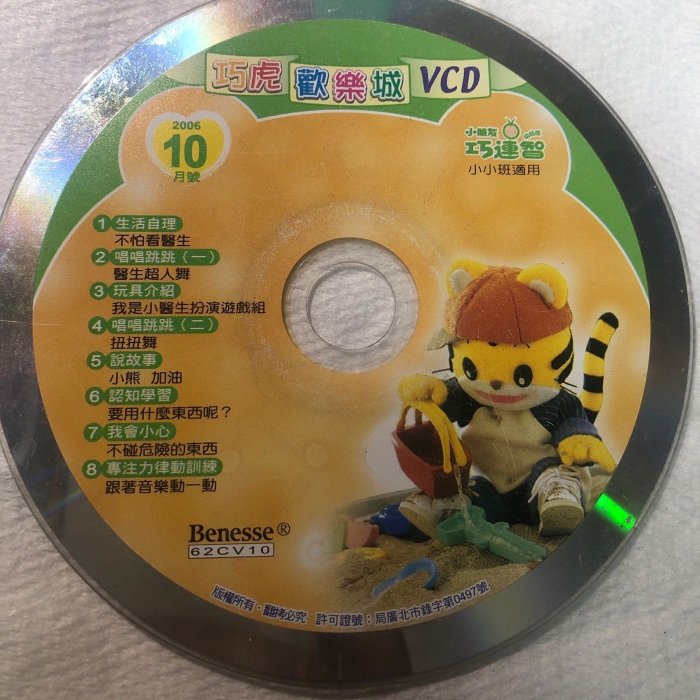 巧虎 歡樂城 VCD
2006
10
月號
小朋友
巧連智
小小班適用
1 生活自理
不怕看醫生
2 唱唱跳跳（一）
醫生超人舞
3 玩具介紹
我是小醫生扮演遊戲組
4 唱唱跳跳（二）
扭扭舞
5 說故事
小熊 加油
6 認知學習
要用什麼東西呢？
7 我會小心
不碰危險的東西
8 專注力律動訓練
跟著音樂動一動
Benesse®
62CV10
版權所有・翻拷必究 許可證號：局廣北市錄字第0497號